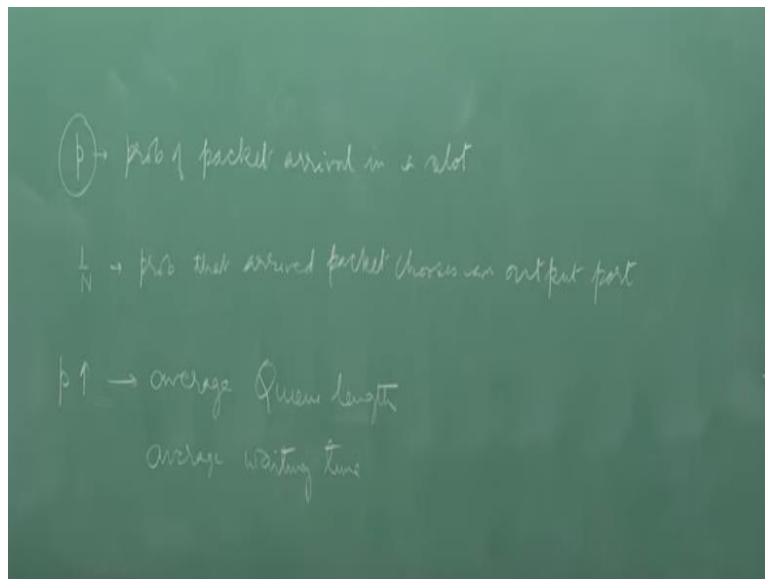 p → prob of packet arrival in a slot
1/N → prob that arrived packet chooses an output port
p ↑ → average Queue length
average waiting time